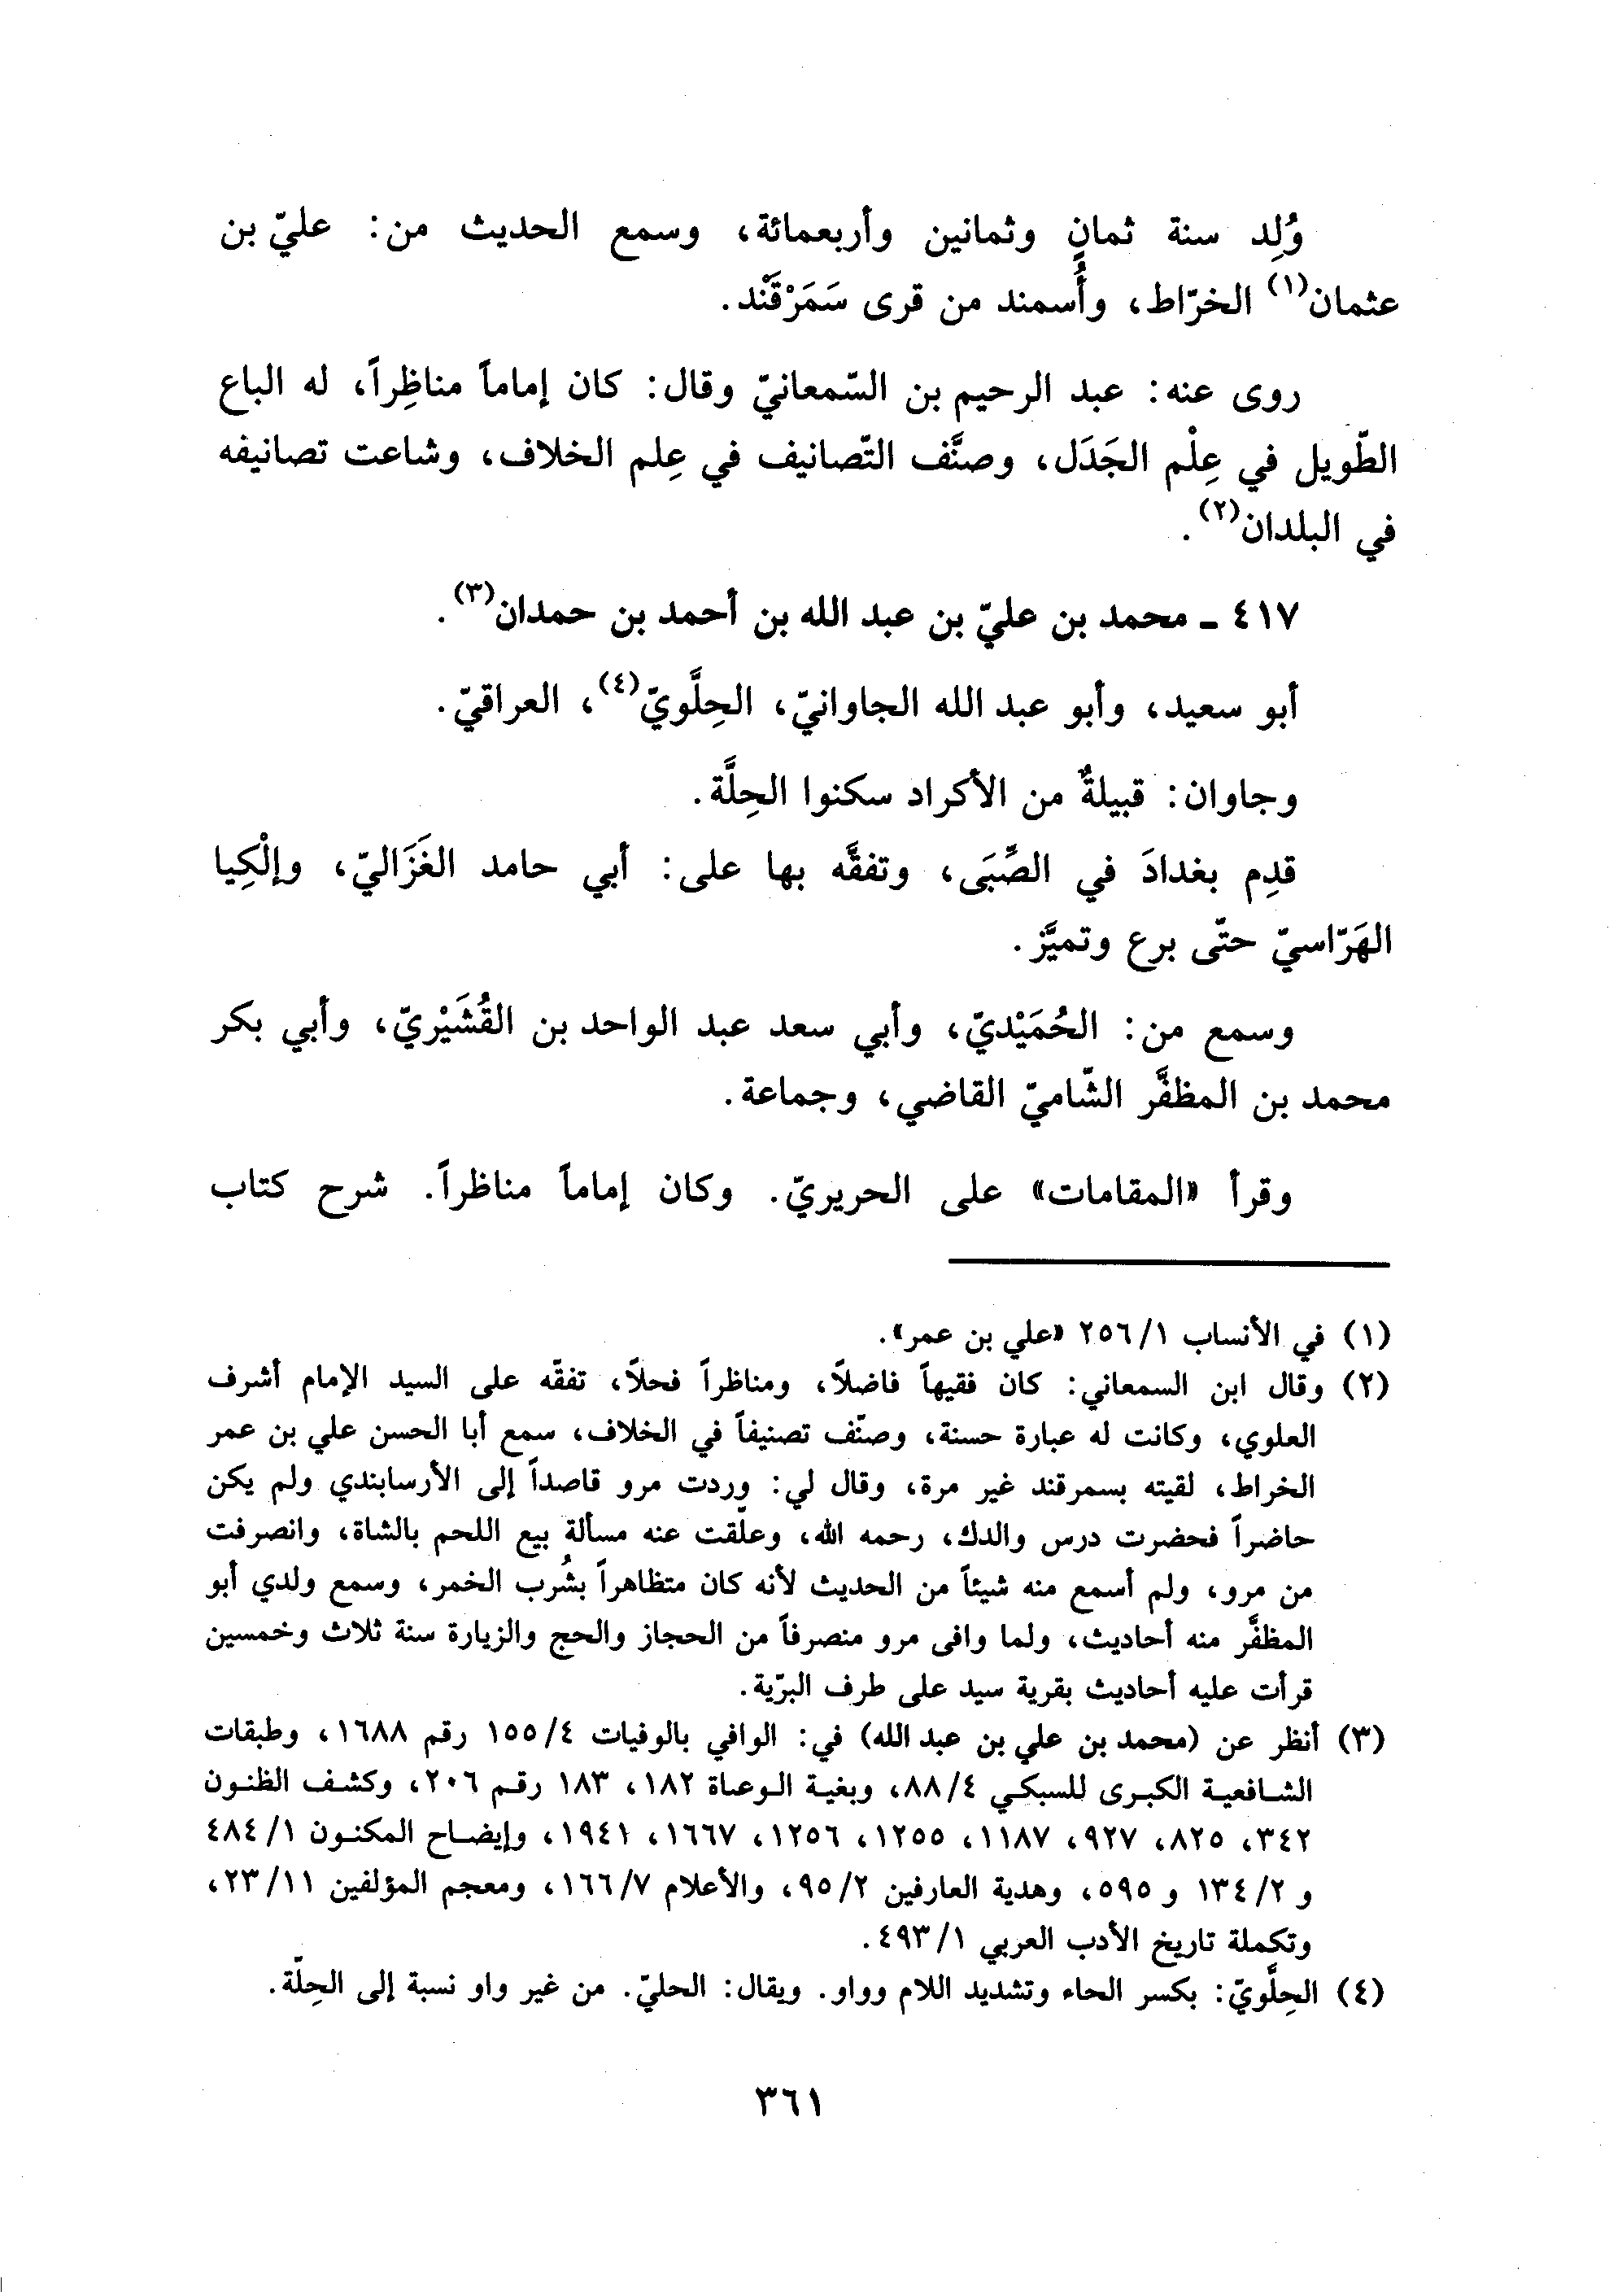 وُلِد سنة ثمانٍ وثمانين وأربعمائة، وسمع الحديث من: عليّ بن
عثمان(١) الخرّاط، وأُسمند من قرى سَمَرْقَنْد.
روى عنه: عبد الرحيم بن السّمعانيّ وقال: كان إماماً مناظِراً، له الباع
الطّويل في عِلْم الجَدَل، وصنَّف التّصانيف في عِلم الخلاف، وشاعت تصانيفه
في البلدان(٢).
٤١٧ ـ محمد بن عليّ بن عبد الله بن أحمد بن حمدان(٣).
أبو سعيد، وأبو عبد الله الجاوانيّ، الحِلَّويّ(٤)، العراقيّ.
وجاوان: قبيلةٌ من الأكراد سكنوا الحِلَّة.
قدِم بغدادَ في الصِّبَى، وتفقَّه بها على: أبي حامد الغَزَاليّ، وإلْكِيا
الهَرّاسيّ حتّى برع وتميَّز.
وسمع من: الحُمَيْديّ، وأبي سعد عبد الواحد بن القُشَيْريّ، وأبي بكر
محمد بن المظفَّر الشّاميّ القاضي، وجماعة.
وقرأ «المقامات» على الحريريّ. وكان إماماً مناظراً. شرح كتاب
(١) في الأنساب ٢٥٦/١ «علي بن عمر».
(٢) وقال ابن السمعاني: كان فقيهاً فاضلاً، ومناظراً فحلاً، تفقّه على السيد الإمام أشرف
العلوي، وكانت له عبارة حسنة، وصنّف تصنيفاً في الخلاف، سمع أبا الحسن علي بن عمر
الخراط، لقيته بسمرقند غير مرة، وقال لي: وردت مرو قاصداً إلى الأرسابندي ولم يكن
حاضراً فحضرت درس والدك، رحمه الله، وعلّقت عنه مسألة بيع اللحم بالشاة، وانصرفت
من مرو، ولم أسمع منه شيئاً من الحديث لأنه كان متظاهراً بشُرب الخمر، وسمع ولدي أبو
المظفَّر منه أحاديث، ولما وافى مرو منصرفاً من الحجاز والحج والزيارة سنة ثلاث وخمسين
قرأت عليه أحاديث بقرية سيد على طرف البرّية.
(٣) أنظر عن (محمد بن علي بن عبد الله) في: الوافي بالوفيات ١٥٥/٤ رقم ١٦٨٨، وطبقات
الشافعية الكبرى للسبكي ٨٨/٤، وبغية الوعاة ١٨٢، ١٨٣ رقم ٢٠٦، وكشف الظنون
٣٤٢، ٨٢٥، ٩٢٧، ١١٨٧، ١٢٥٥، ١٢٥٦، ١٦٦٧، ١٩٤١، وإيضاح المكنون ٤٨٤/١
و ١٣٤/٢ و ٥٩٥، وهدية العارفين ٩٥/٢، والأعلام ١٦٦/٧، ومعجم المؤلفين ٢٣/١١،
وتكملة تاريخ الأدب العربي ٤٩٣/١.
(٤) الحِلَّويّ: بكسر الحاء وتشديد اللام وواو. ويقال: الحليّ. من غير واو نسبة إلى الحِلّة.
٣٦١